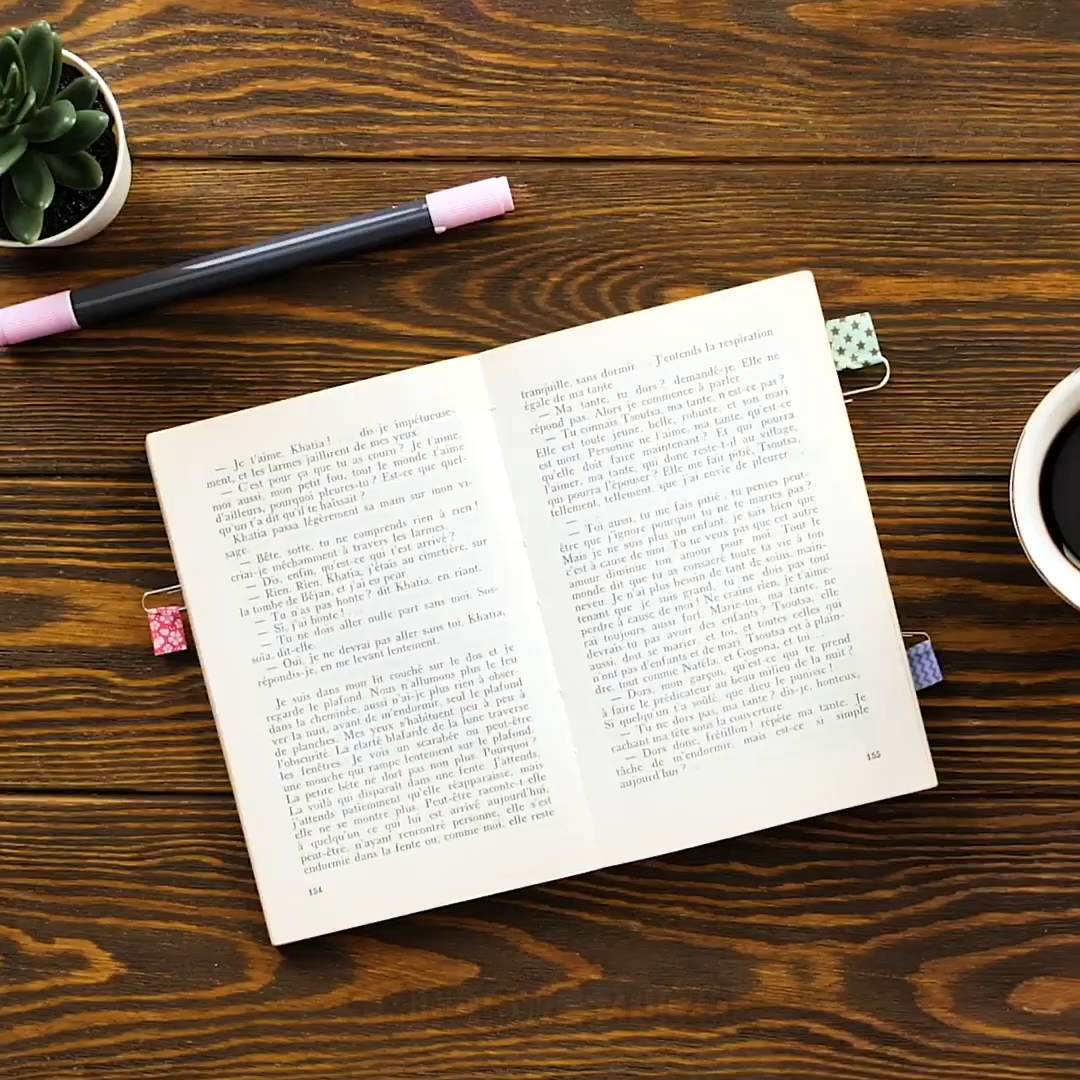 — Je t'aime, Khatia ! . . . dis-je impétueuse-
ment, et les larmes jaillirent de mes yeux.
— C'est pour ça que tu as couru ? Je t'aime,
moi aussi, mon petit fou, tout le monde t'aime,
d'ailleurs, pourquoi pleures-tu ? Est-ce que quel-
qu'un t'a dit qu'il te haïssait ?
Khatia passa légèrement sa main sur mon vi-
sage.
— Bête, sotte, tu ne comprends rien à rien !
criai-je méchamment à travers les larmes.
— Dis, enfin, qu'est-ce qui t'est arrivé ?
— Rien. Rien, Khatia, j'étais au cimetière, sur
la tombe de Béjan, et j'ai eu peur.
— Tu n'as pas honte ? dit Khatia, en riant.
— Si, j'ai honte ! . . .
— Tu ne dois aller nulle part sans moi, Sos-
soïa, dit-elle.
— Oui, je ne devrai pas aller sans toi, Khatia,
répondis-je, en me levant lentement.
Je suis dans mon lit couché sur le dos et je
regarde le plafond. Nous n'allumons plus le feu
dans la cheminée, aussi n'ai-je plus rien à obser-
ver la nuit, avant de m'endormir, seul le plafond
de planches. Mes yeux s'habituent peu à peu à
l'obscurité. La clarté blafarde de la lune traverse
les fenêtres. Je vois un scarabée ou peut-être
une mouche qui rampe lentement sur le plafond.
La petite bête ne dort pas non plus. Pourquoi ?
La voilà qui disparaît dans une fente. J'attends,
j'attends patiemment qu'elle réapparaisse, mais
elle ne se montre plus. Peut-être raconte-t-elle
à quelqu'un ce qui lui est arrivé aujourd'hui,
peut-être, n'ayant rencontré personne, elle s'est
endormie dans la fente ou, comme moi, elle reste
154
tranquille, sans dormir . . . J'entends la respiration
égale de ma tante.
— Ma tante, tu dors ? demandé-je. Elle ne
répond pas. Alors je commence à parler.
— Tu connais Tsoutsa, ma tante, n'est-ce pas ?
Elle est toute jeune, belle, robuste, et son mari
est mort. Personne ne l'aime, ma tante, qu'est-ce
qu'elle doit faire maintenant ? Et qui pourra
l'aimer, ma tante, qui donc reste-t-il au village,
qui pourra l'épouser ? Elle me fait pitié, Tsoutsa,
tellement, tellement, que j'ai envie de pleurer . . .
— Toi aussi, tu me fais pitié ; tu penses peut-
être que j'ignore pourquoi tu ne te maries pas ?
Mais je ne suis plus un enfant, je sais bien que
c'est à cause de moi. Tu ne veux pas que cet autre
amour diminue ton amour pour moi. Tout le
monde dit que tu as consacré toute ta vie à ton
neveu. Je n'ai plus besoin de tant de soins, main-
tenant que je suis grand, tu ne dois pas tout
perdre à cause de moi ! Ne crains rien, je t'aime-
rai toujours aussi fort. Marie-toi, ma tante, ne
devrais-tu pas avoir des enfants ? Tsoutsa, elle
aussi, doit se marier, et toi, et toutes celles qui
n'ont pas d'enfants et de mari. Tsoutsa est à plain-
dre, tout comme Natéla, et Gogona, et toi . . .
— Dors, mon garçon, qu'est-ce qui te prend
à faire le prédicateur au beau milieu de la nuit ?
Si quelqu'un t'a soûlé, que dieu le punisse !
— Tu ne dors pas, ma tante ? dis-je, honteux,
cachant ma tête sous la couverture.
— Dors donc, frétillon ! répète ma tante. Je
tâche de m'endormir, mais est-ce si simple
aujourd'hui ?
155